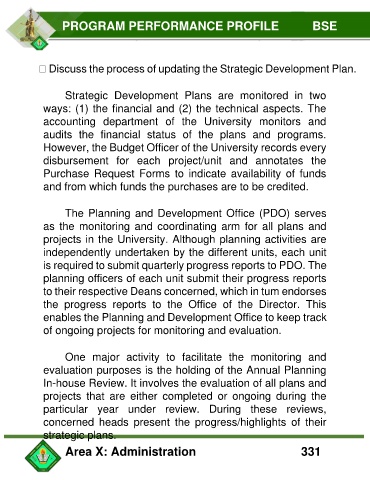 PROGRAM PERFORMANCE PROFILE BSE
□ Discuss the process of updating the Strategic Development Plan.
Strategic Development Plans are monitored in two
ways: (1) the financial and (2) the technical aspects. The
accounting department of the University monitors and
audits the financial status of the plans and programs.
However, the Budget Officer of the University records every
disbursement for each project/unit and annotates the
Purchase Request Forms to indicate availability of funds
and from which funds the purchases are to be credited.
The Planning and Development Office (PDO) serves
as the monitoring and coordinating arm for all plans and
projects in the University. Although planning activities are
independently undertaken by the different units, each unit
is required to submit quarterly progress reports to PDO. The
planning officers of each unit submit their progress reports
to their respective Deans concerned, which in turn endorses
the progress reports to the Office of the Director. This
enables the Planning and Development Office to keep track
of ongoing projects for monitoring and evaluation.
One major activity to facilitate the monitoring and
evaluation purposes is the holding of the Annual Planning
In-house Review. It involves the evaluation of all plans and
projects that are either completed or ongoing during the
particular year under review. During these reviews,
concerned heads present the progress/highlights of their
strategic plans.
Area X: Administration 331